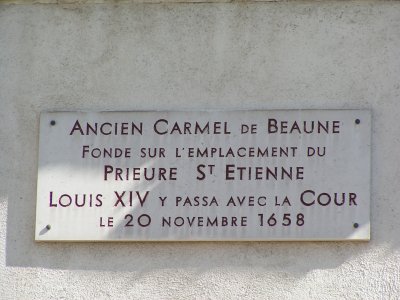 ANCIEN CARMEL DE BEAUNE
FONDE SUR L'EMPLACEMENT DU
PRIEURE ST ETIENNE
LOUIS XIV Y PASSA AVEC LA COUR
LE 20 NOVEMBRE 1658